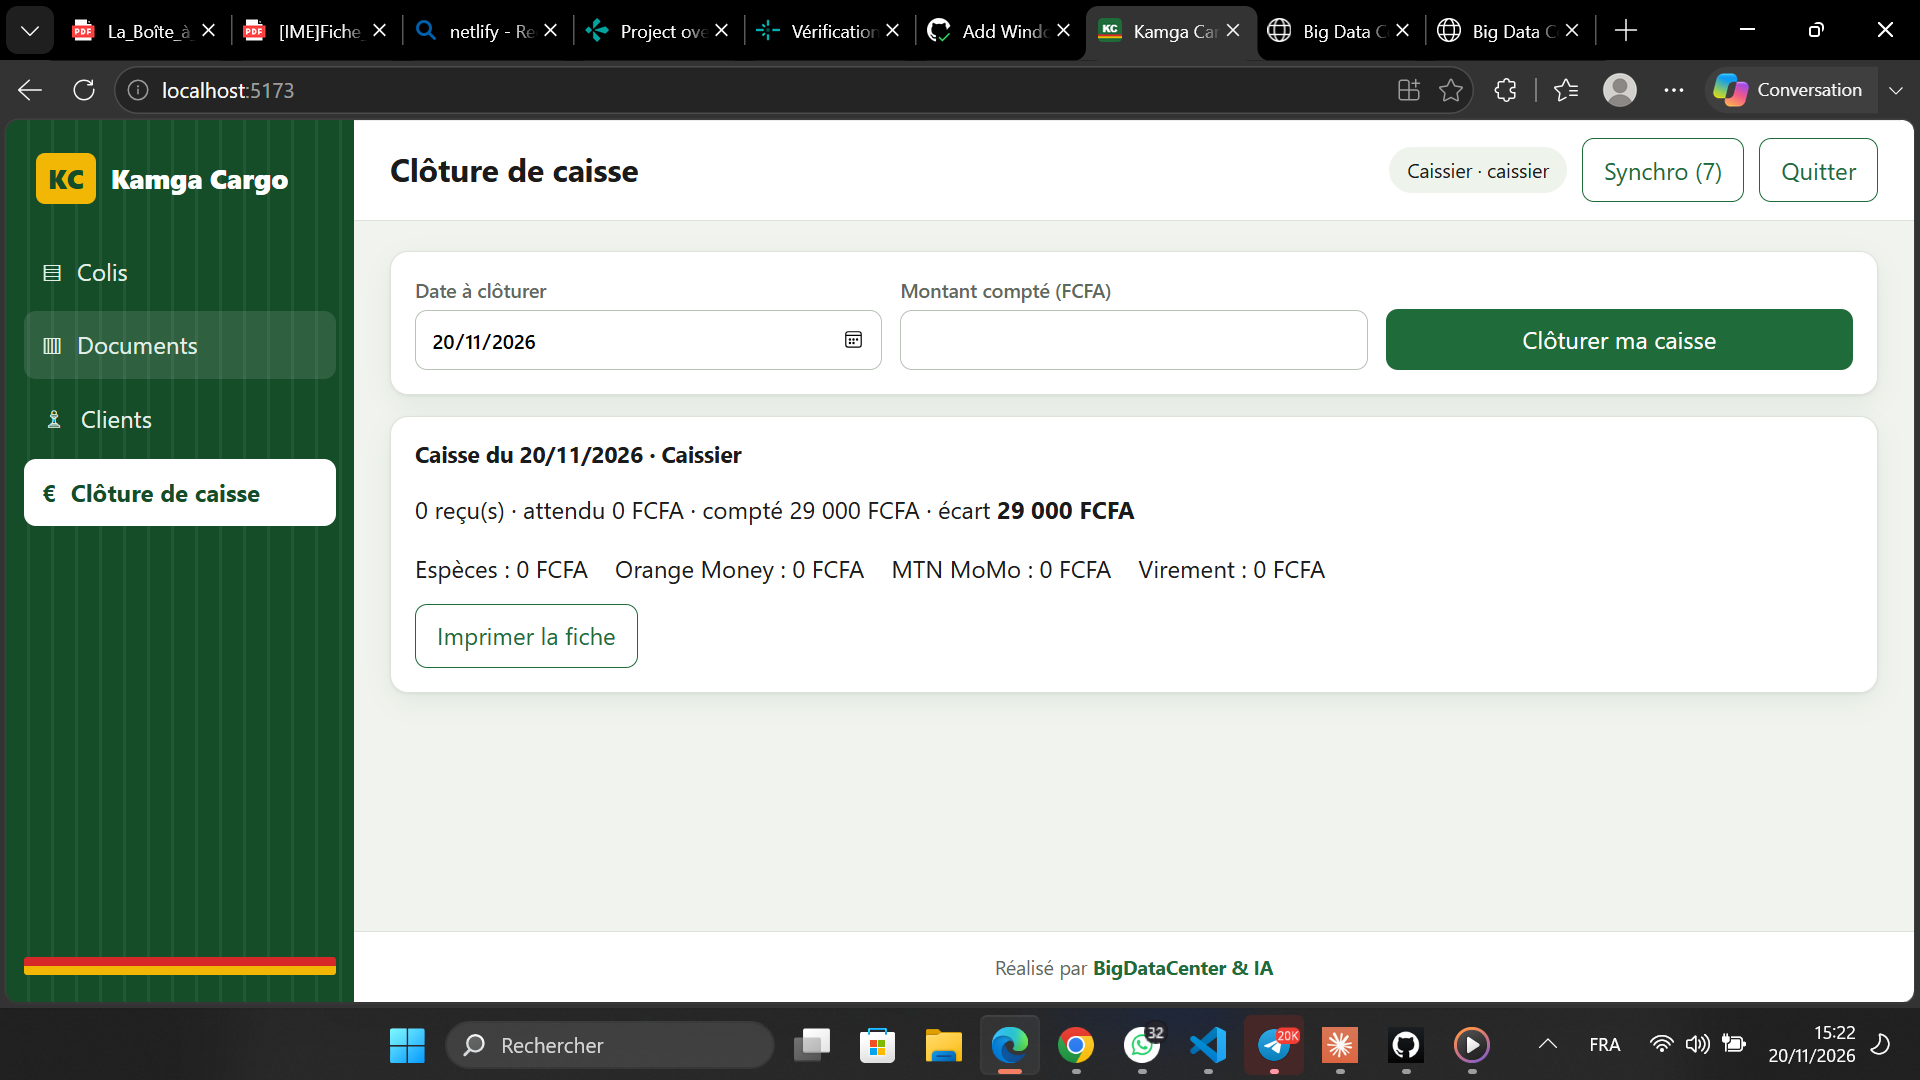 La_Boîte_à_
[IME]Fiche_
netlify - Re
Project ove
Vérification
Add Windo
Kamga Car
Big Data C
Big Data C
localhost:5173
Conversation
KC Kamga Cargo
Colis
Documents
Clients
€ Clôture de caisse
Clôture de caisse
Caissier · caissier
Synchro (7)
Quitter
Date à clôturer
20/11/2026
Montant compté (FCFA)
Clôturer ma caisse
Caisse du 20/11/2026 · Caissier
0 reçu(s) · attendu 0 FCFA · compté 29 000 FCFA · écart 29 000 FCFA
Espèces : 0 FCFA Orange Money : 0 FCFA MTN MoMo : 0 FCFA Virement : 0 FCFA
Imprimer la fiche
Réalisé par BigDataCenter & IA
Rechercher
32
20K
FRA
15:22
20/11/2026